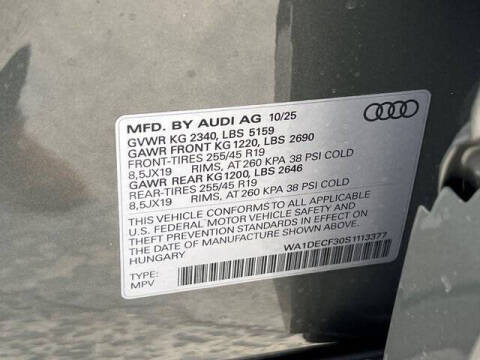 MFD. BY AUDI AG 10/25
GVWR KG 2340, LBS 5159
GAWR FRONT KG 1220, LBS 2690
FRONT-TIRES 255/45 R19
8,5JX19 RIMS, AT 260 KPA 38 PSI COLD
GAWR REAR KG1200, LBS 2646
REAR-TIRES 255/45 R19
8,5JX19 RIMS, AT 260 KPA 38 PSI COLD
THIS VEHICLE CONFORMS TO ALL APPLICABLE
U.S. FEDERAL MOTOR VEHICLE SAFETY AND
THEFT PREVENTION STANDARDS IN EFFECT ON
THE DATE OF MANUFACTURE SHOWN ABOVE.
HUNGARY
WA1DECF30S1113377
TYPE:
MPV